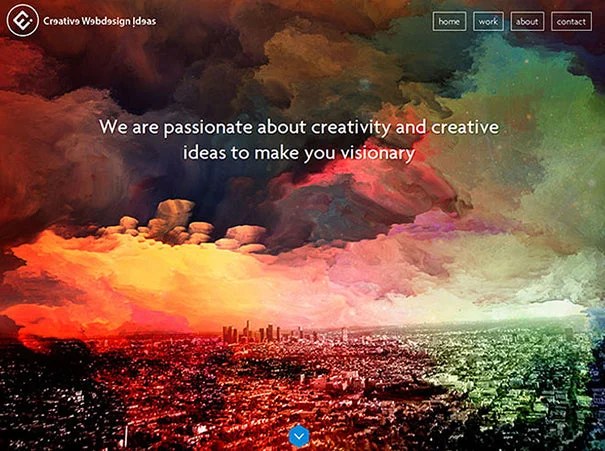 Creative Webdesign Ideas
home
work
about
contact
We are passionate about creativity and creative
ideas to make you visionary